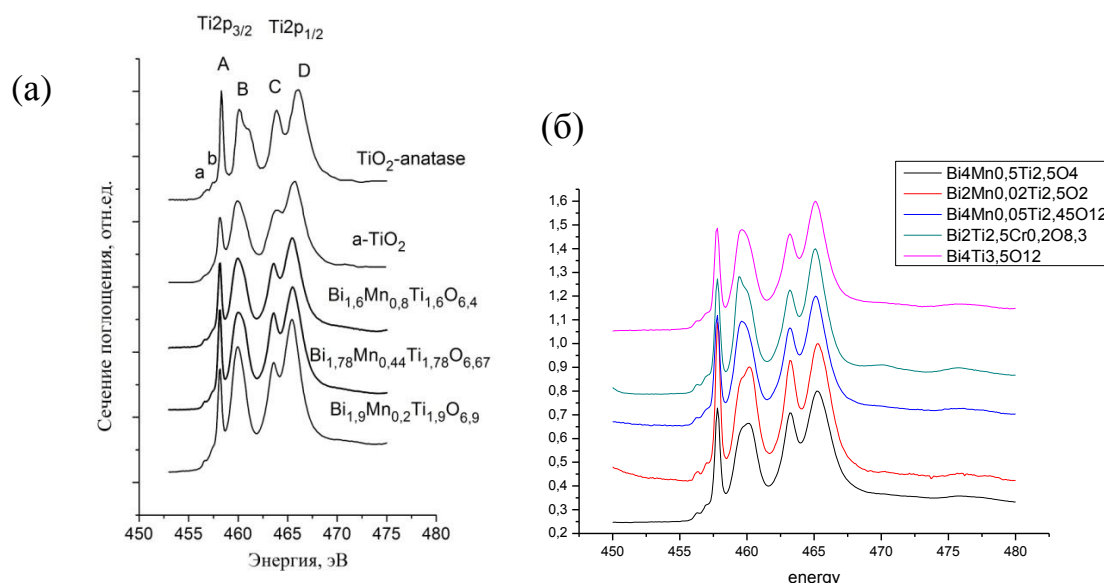 (а)
Ti2p3/2 Ti2p1/2
A
B
C
D
a
b
TiO2-anatase
a-TiO2
Bi1,6Mn0,8Ti1,6O6,4
Bi1,78Mn0,44Ti1,78O6,67
Bi1,9Mn0,2Ti1,9O6,9
Сечение поглощения, отн.ед.
450 455 460 465 470 475 480
Энергия, эВ
(б)
Bi4Mn0,5Ti2,5O4
Bi2Mn0,02Ti2,5O2
Bi4Mn0,05Ti2,45O12
Bi2Ti2,5Cr0,2O8,3
Bi4Ti3,5O12
1,6
1,5
1,4
1,3
1,2
1,1
1,0
0,9
0,8
0,7
0,6
0,5
0,4
0,3
0,2
450 455 460 465 470 475 480
energy